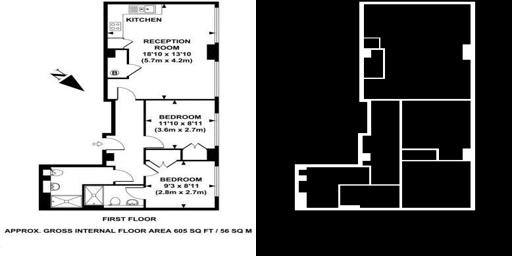 KITCHEN
RECEPTION
ROOM
18'10 x 13'10
(5.7m x 4.2m)
B
N
BEDROOM
11'10 x 8'11
(3.6m x 2.7m)
BEDROOM
9'3 x 8'11
(2.8m x 2.7m)
FIRST FLOOR
APPROX. GROSS INTERNAL FLOOR AREA 605 SQ FT / 56 SQ M